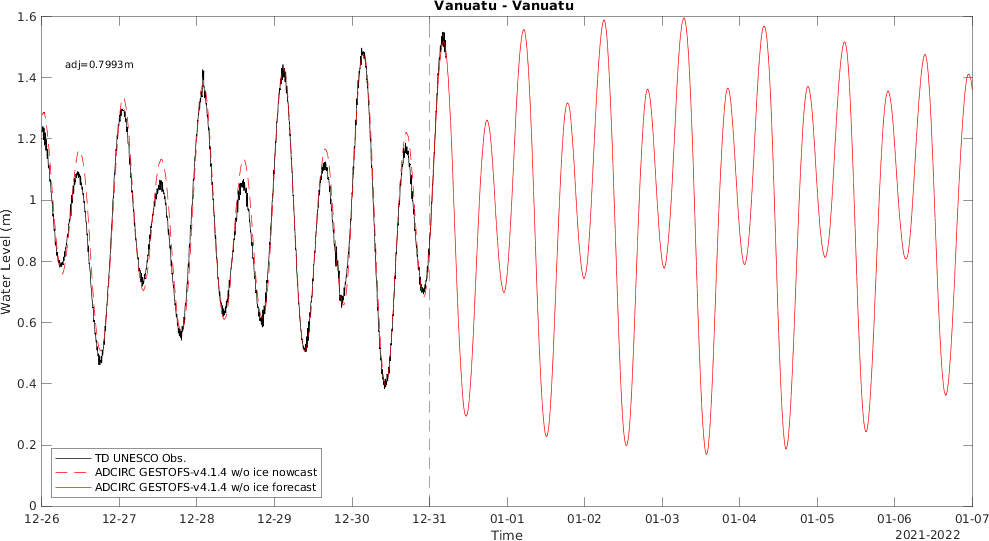 Vanuatu - Vanuatu
1.6
1.4
1.2
1
0.8
0.6
0.4
0.2
0
Water Level (m)
adj=0.7993m
TD UNESCO Obs.
ADCIRC GESTOFS-v4.1.4 w/o ice nowcast
ADCIRC GESTOFS-v4.1.4 w/o ice forecast
12-26 12-27 12-28 12-29 12-30 12-31 01-01 01-02 01-03 01-04 01-05 01-06 01-07
Time
2021-2022